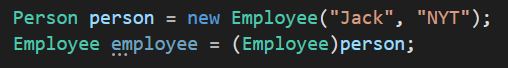 Person person = new Employee("Jack", "NYT");
Employee employee = (Employee)person;